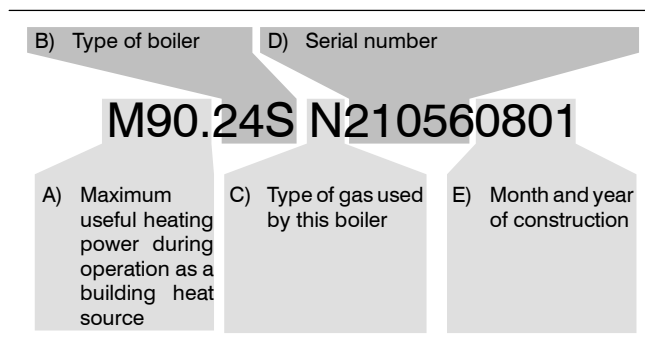 B) Type of boiler
D) Serial number
M90.24S N210560801
A) Maximum
useful heating
power during
operation as a
building heat
source
C) Type of gas used
by this boiler
E) Month and year
of construction